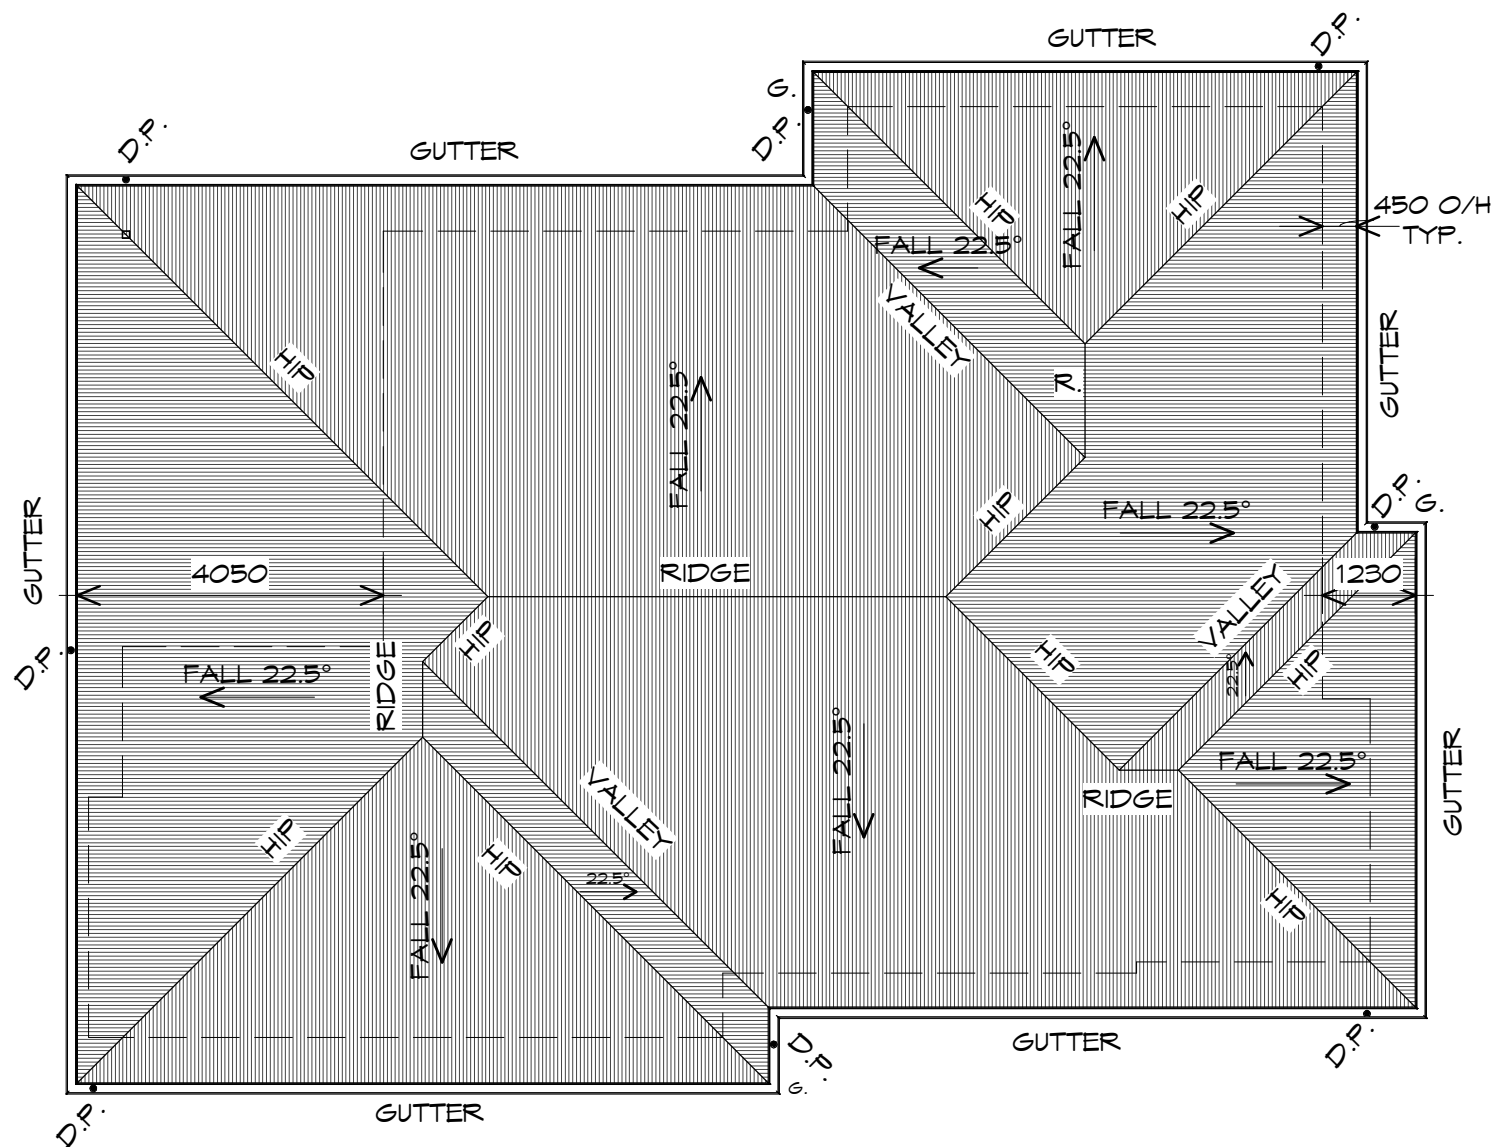 GUTTER
D.P.
G.
D.P.
D.P.
GUTTER
450 O/H
TYP.
HIP
HIP
FALL 22.5°
FALL 22.5°
VALLEY
HIP
R.
GUTTER
FALL 22.5°
D.P.
G.
HIP
FALL 22.5°
GUTTER
4050
RIDGE
1230
VALLEY
HIP
RIDGE
HIP
HIP
22.5°
D.P.
FALL 22.5°
FALL 22.5°
FALL 22.5°
RIDGE
GUTTER
VALLEY
HIP
HIP
FALL 22.5°
22.5°
HIP
D.P.
G.
GUTTER
D.P.
D.P.
GUTTER